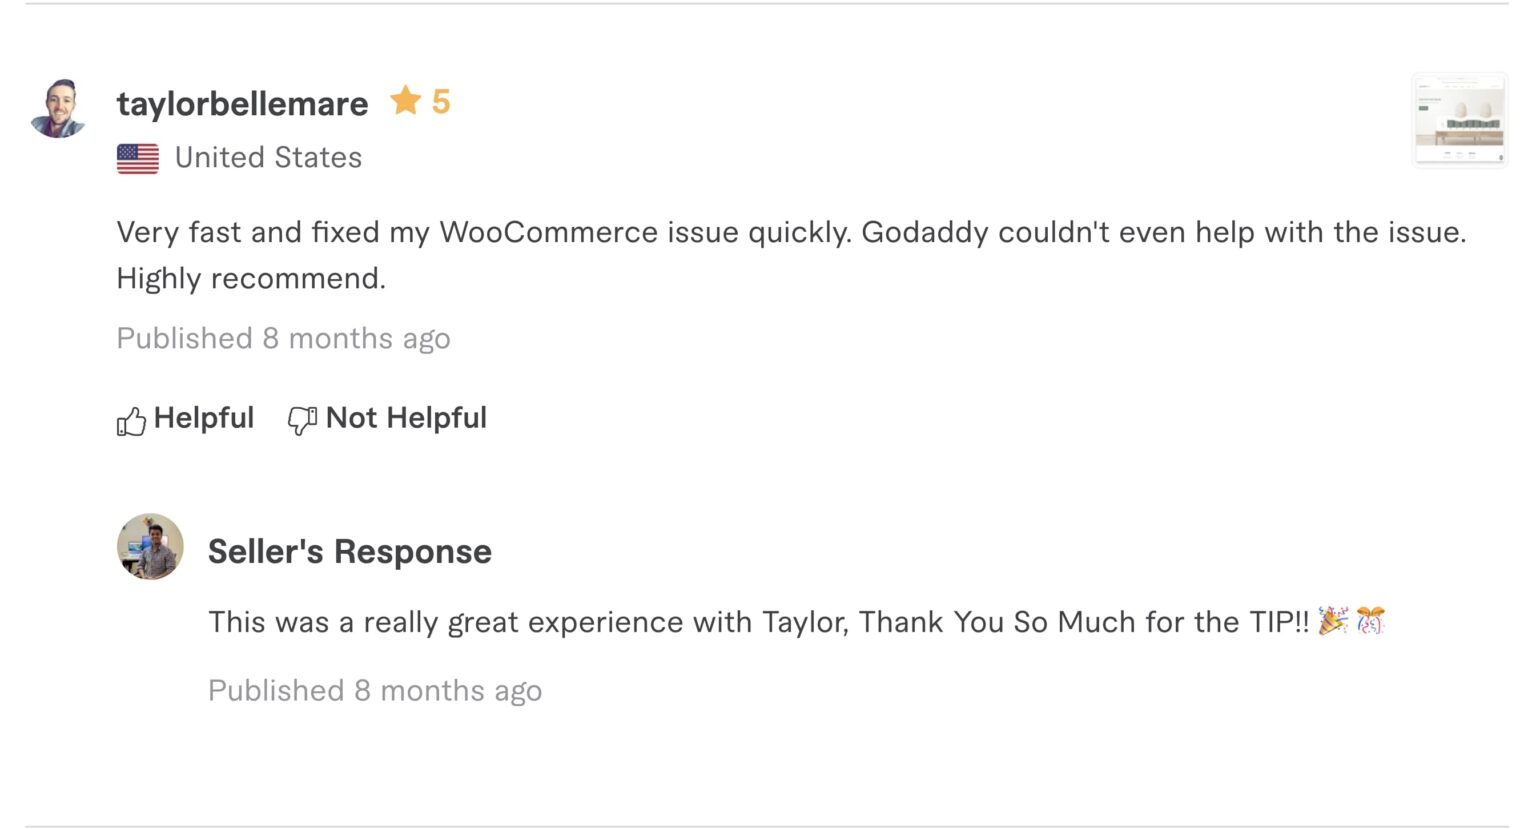 taylorbellemare 5
United States
Very fast and fixed my WooCommerce issue quickly. Godaddy couldn't even help with the issue.
Highly recommend.
Published 8 months ago
Helpful Not Helpful
Seller's Response
This was a really great experience with Taylor, Thank You So Much for the TIP!! 🎉🎊
Published 8 months ago